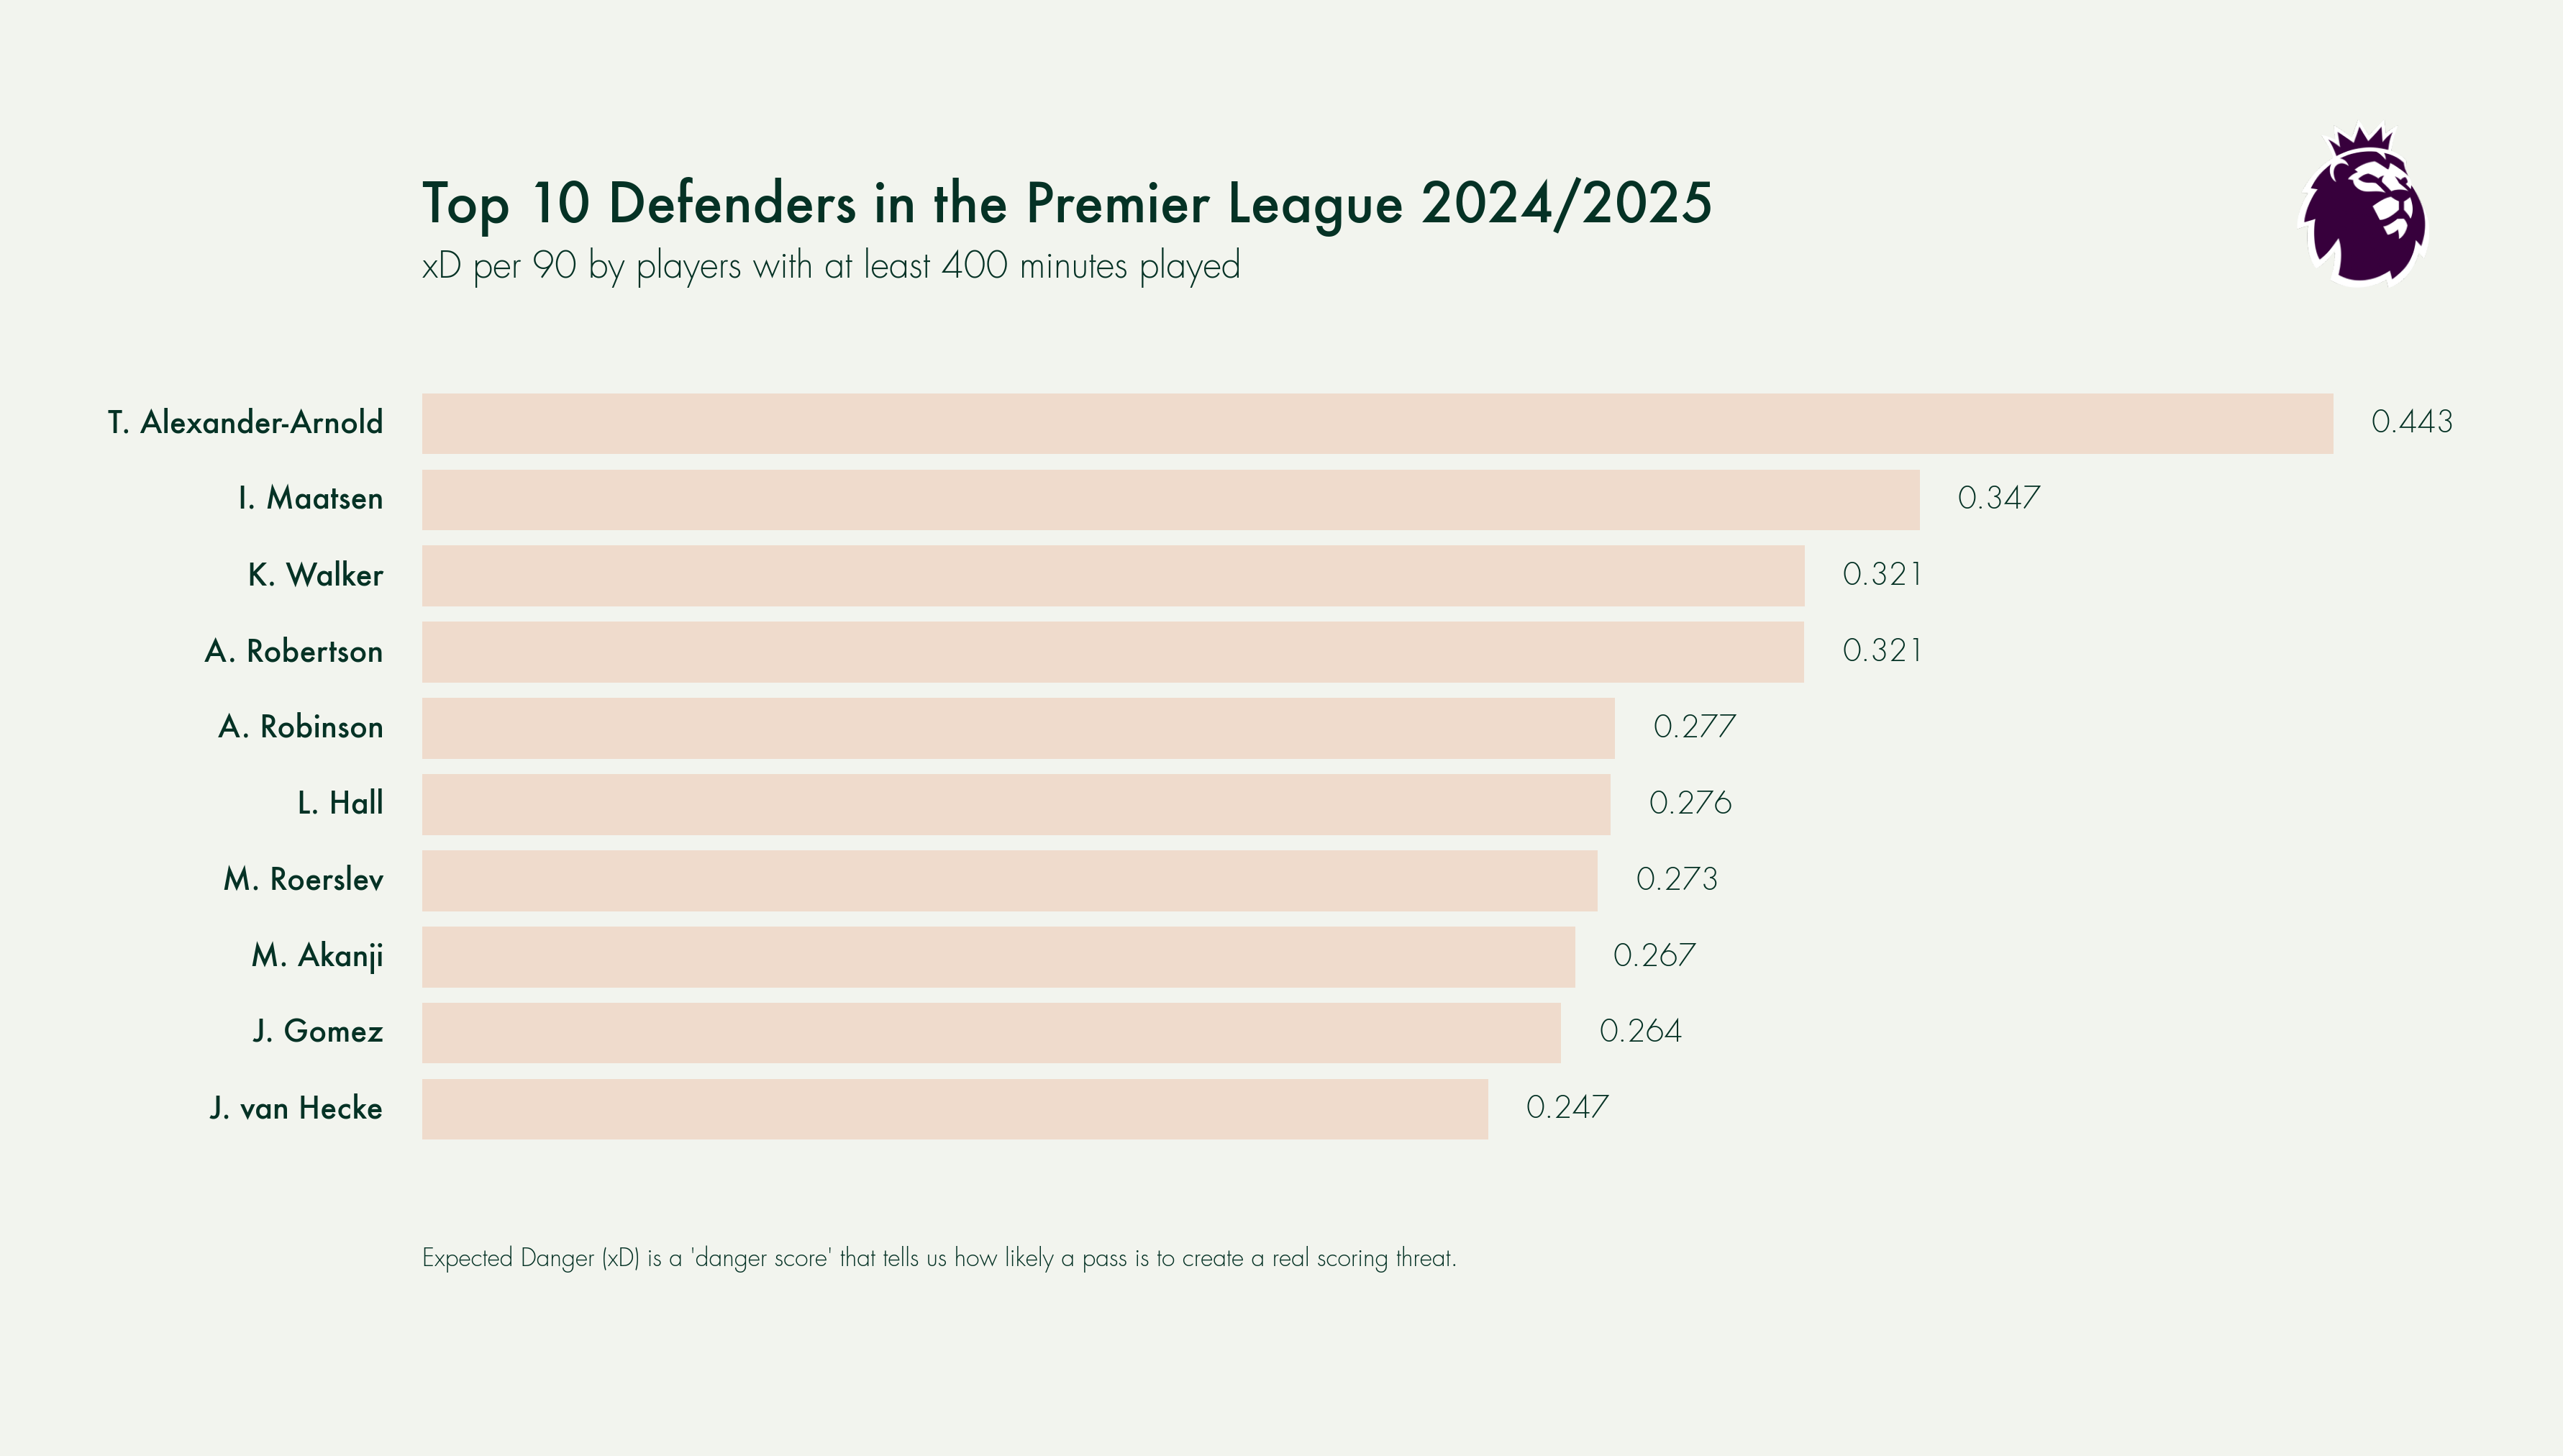 Top 10 Defenders in the Premier League 2024/2025
xD per 90 by players with at least 400 minutes played
T. Alexander-Arnold 0.443
I. Maatsen 0.347
K. Walker 0.321
A. Robertson 0.321
A. Robinson 0.277
L. Hall 0.276
M. Roerslev 0.273
M. Akanji 0.267
J. Gomez 0.264
J. van Hecke 0.247
Expected Danger (xD) is a 'danger score' that tells us how likely a pass is to create a real scoring threat.